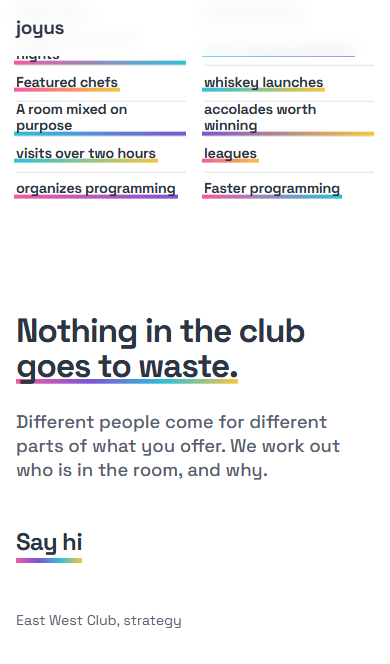 joyus
nights
Featured chefs
whiskey launches
A room mixed on
purpose
accolades worth
winning
visits over two hours
leagues
organizes programming
Faster programming
Nothing in the club
goes to waste.
Different people come for different
parts of what you offer. We work out
who is in the room, and why.
Say hi
East West Club, strategy